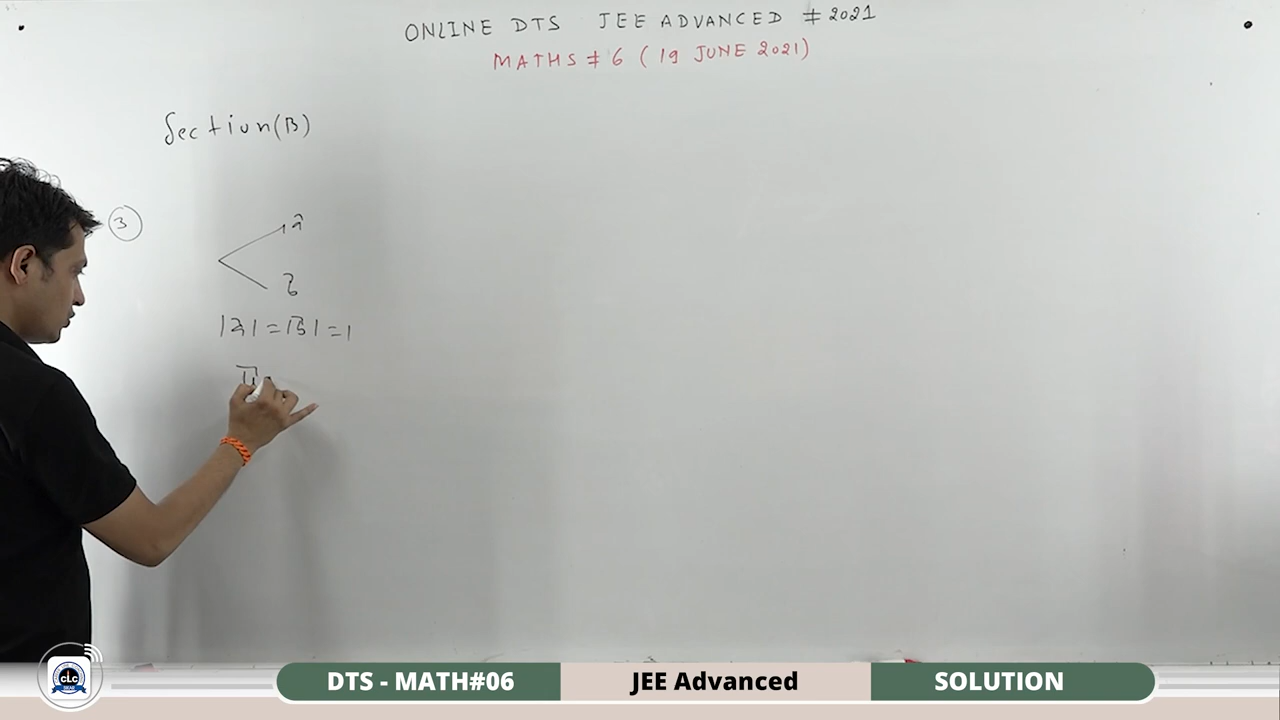 ONLINE DTS JEE ADVANCED # 2021
MATHS # 6 ( 19 JUNE 2021)
Section(B)
3
â
|a̅| = |b̅| = 1
CLC
DTS - MATH#06
JEE Advanced
SOLUTION